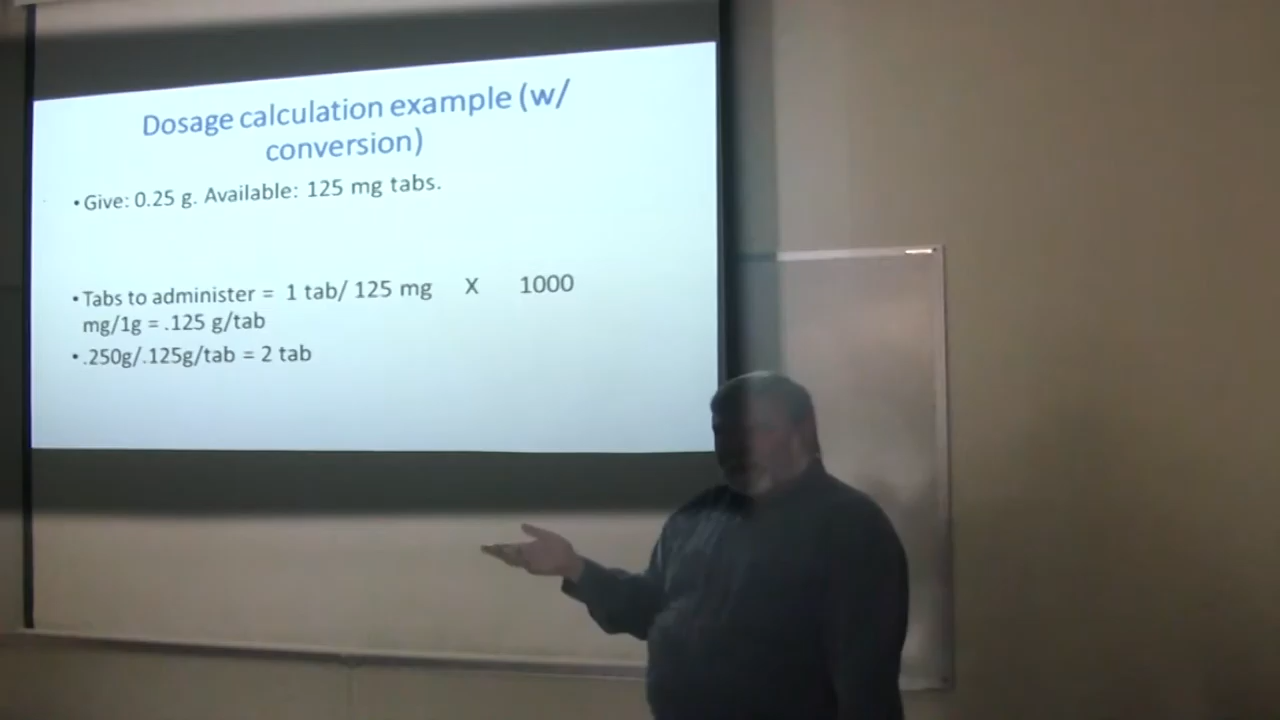 Dosage calculation example (w/
conversion)
• Give: 0.25 g. Available: 125 mg tabs.
• Tabs to administer = 1 tab/ 125 mg X 1000
mg/1g = .125 g/tab
• .250g/.125g/tab = 2 tab